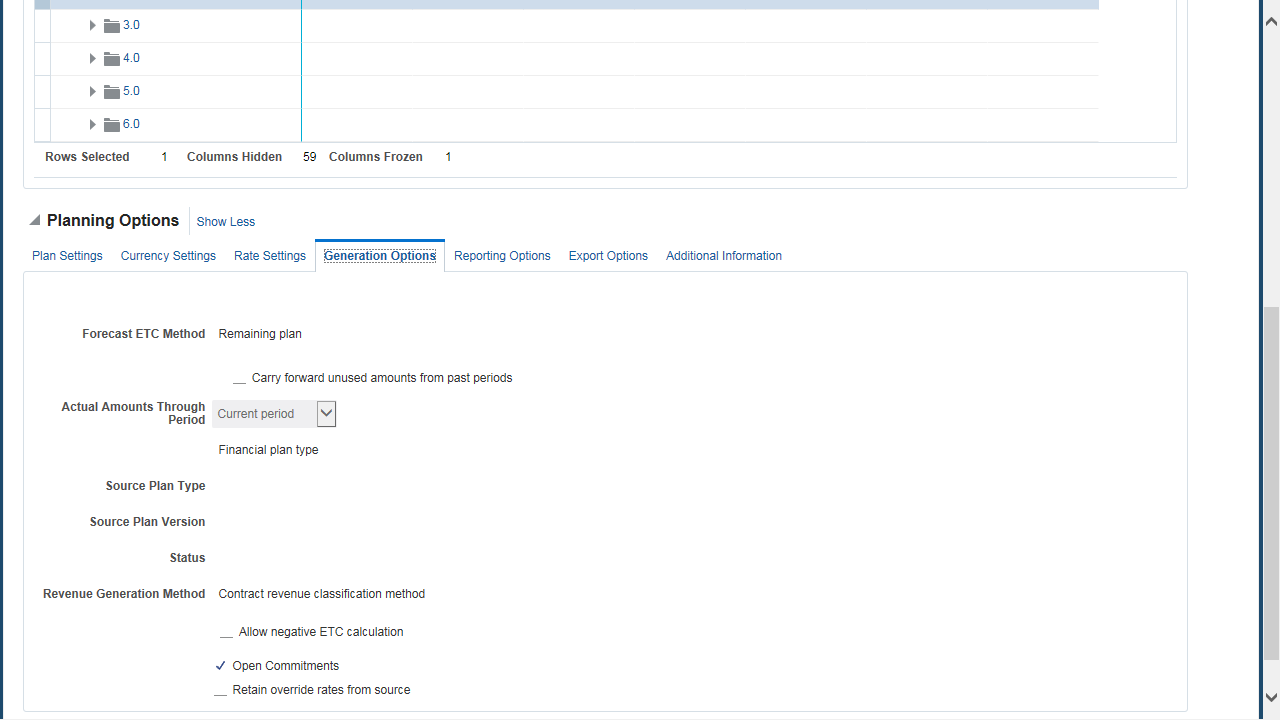 3.0
4.0
5.0
6.0
Rows Selected 1 Columns Hidden 59 Columns Frozen 1
Planning Options Show Less
Plan Settings Currency Settings Rate Settings Generation Options Reporting Options Export Options Additional Information
Forecast ETC Method Remaining plan
Carry forward unused amounts from past periods
Actual Amounts Through
Period Current period
Financial plan type
Source Plan Type
Source Plan Version
Status
Revenue Generation Method Contract revenue classification method
Allow negative ETC calculation
Open Commitments
Retain override rates from source